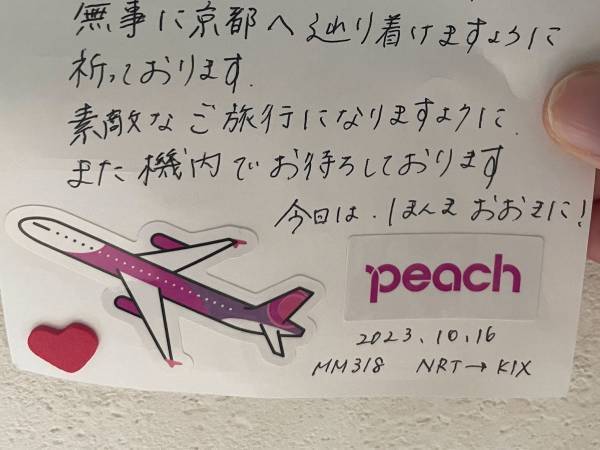 無事に京都へ辿り着けますように
祈っております.
素敵なご旅行になりますように.
また機内でお待ちしております
今日は.ほんまおおきに!
peach
2023.10.16
MM318 NRT→KIX